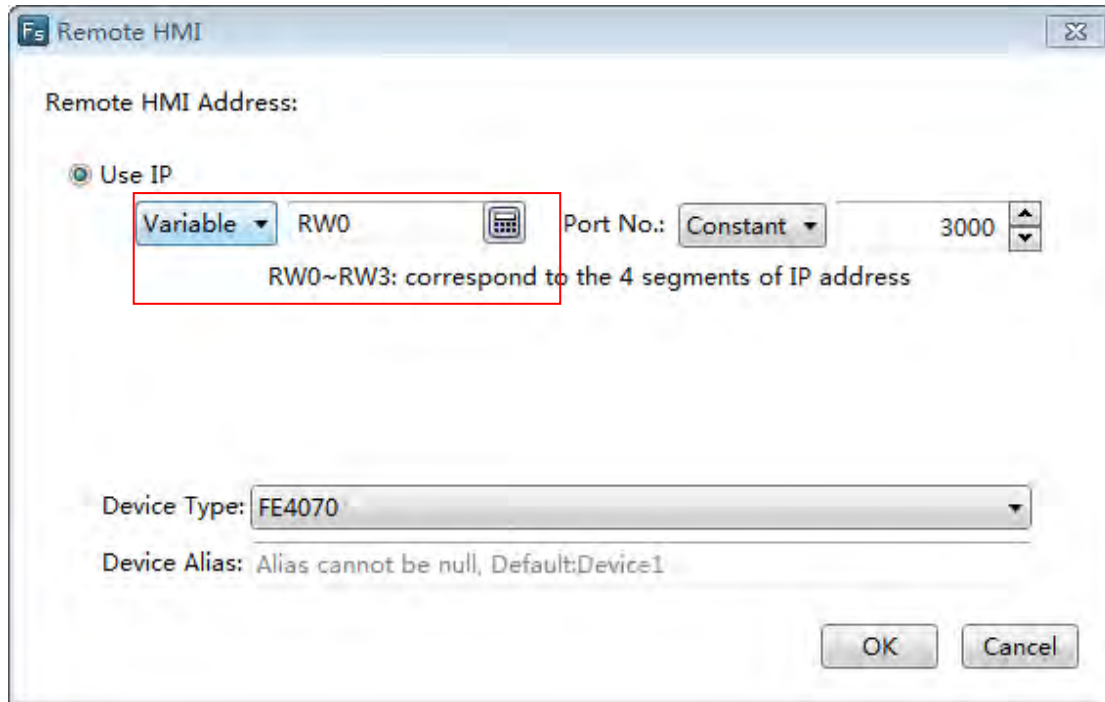 Fs Remote HMI
Remote HMI Address:
Use IP
Variable RW0 Port No.: Constant 3000
RW0~RW3: correspond to the 4 segments of IP address
Device Type: FE4070
Device Alias: Alias cannot be null, Default:Device1
OK Cancel